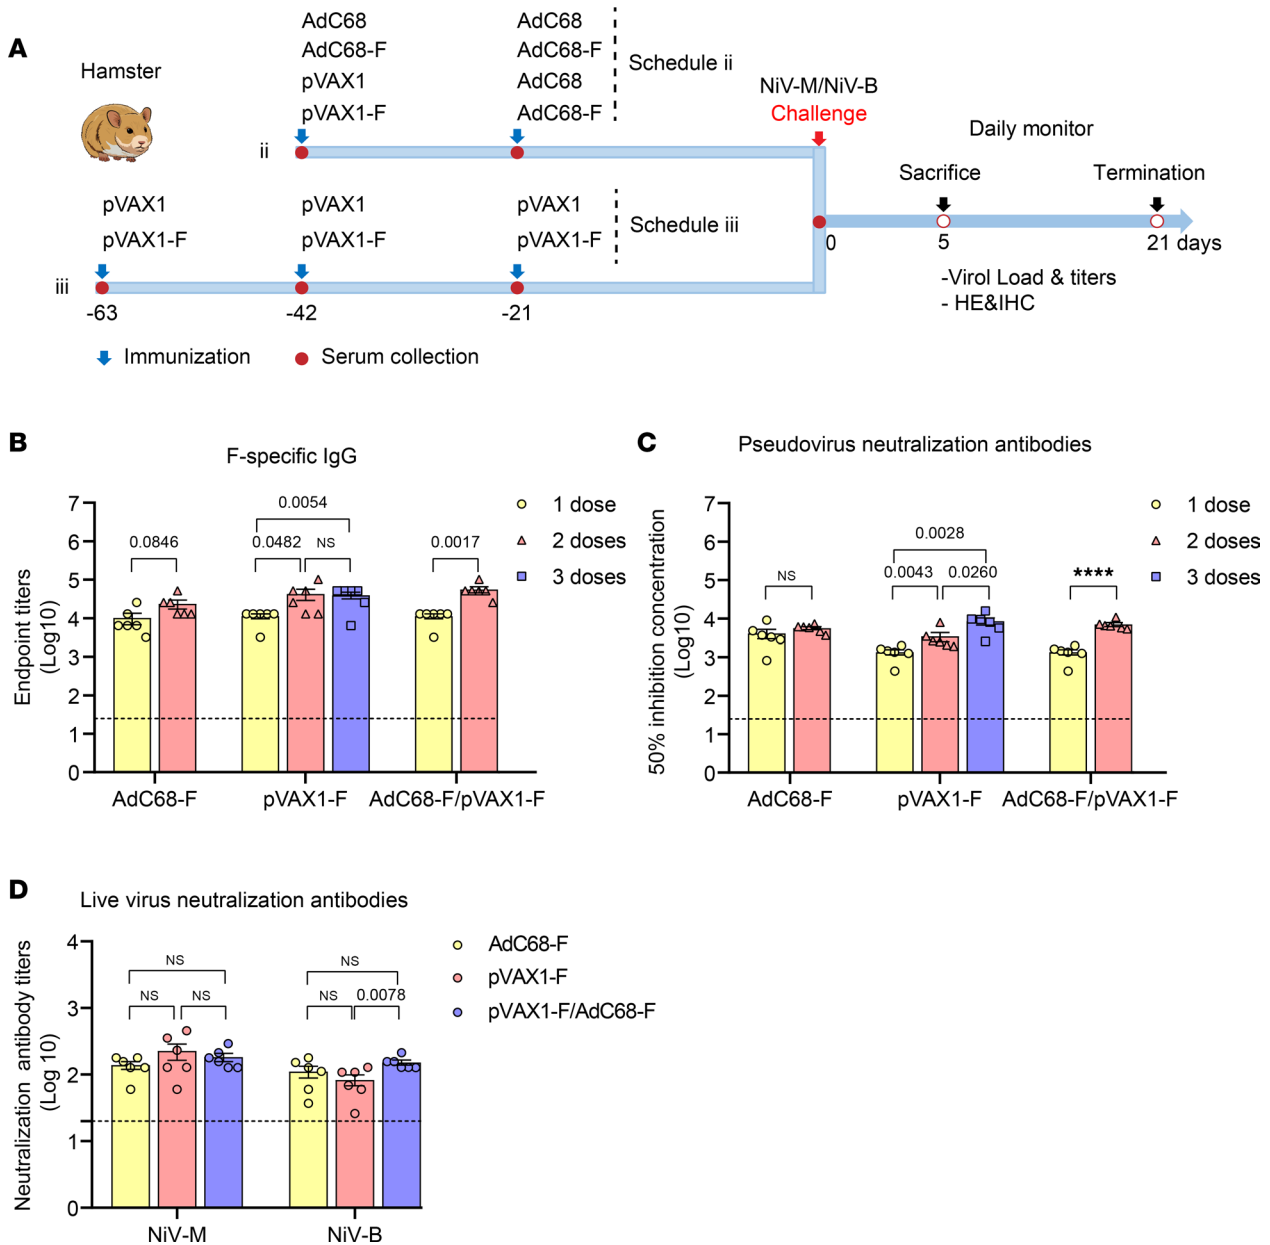 A
Hamster
AdC68
AdC68-F
pVAX1
pVAX1-F
AdC68
AdC68-F
AdC68
AdC68-F
Schedule ii
NiV-M/NiV-B
Challenge
Daily monitor
ii
Sacrifice
Termination
pVAX1
pVAX1-F
pVAX1
pVAX1-F
pVAX1
pVAX1-F
Schedule iii
0
5
21 days
iii
-63
-42
-21
-Virol Load & titers
- HE&IHC
Immunization
Serum collection
B
F-specific IgG
Endpoint titers
(Log10)
7
6
5
4
3
2
1
0
0.0846
0.0482
0.0054
NS
0.0017
1 dose
2 doses
3 doses
AdC68-F
pVAX1-F
AdC68-F/pVAX1-F
C
Pseudovirus neutralization antibodies
50% inhibition concentration
(Log10)
7
6
5
4
3
2
1
0
NS
0.0028
0.0043
0.0260
****
1 dose
2 doses
3 doses
AdC68-F
pVAX1-F
AdC68-F/pVAX1-F
D
Live virus neutralization antibodies
Neutralization antibody titers
(Log 10)
4
3
2
1
0
NS
NS
NS
NS
NS
0.0078
AdC68-F
pVAX1-F
pVAX1-F/AdC68-F
NiV-M
NiV-B